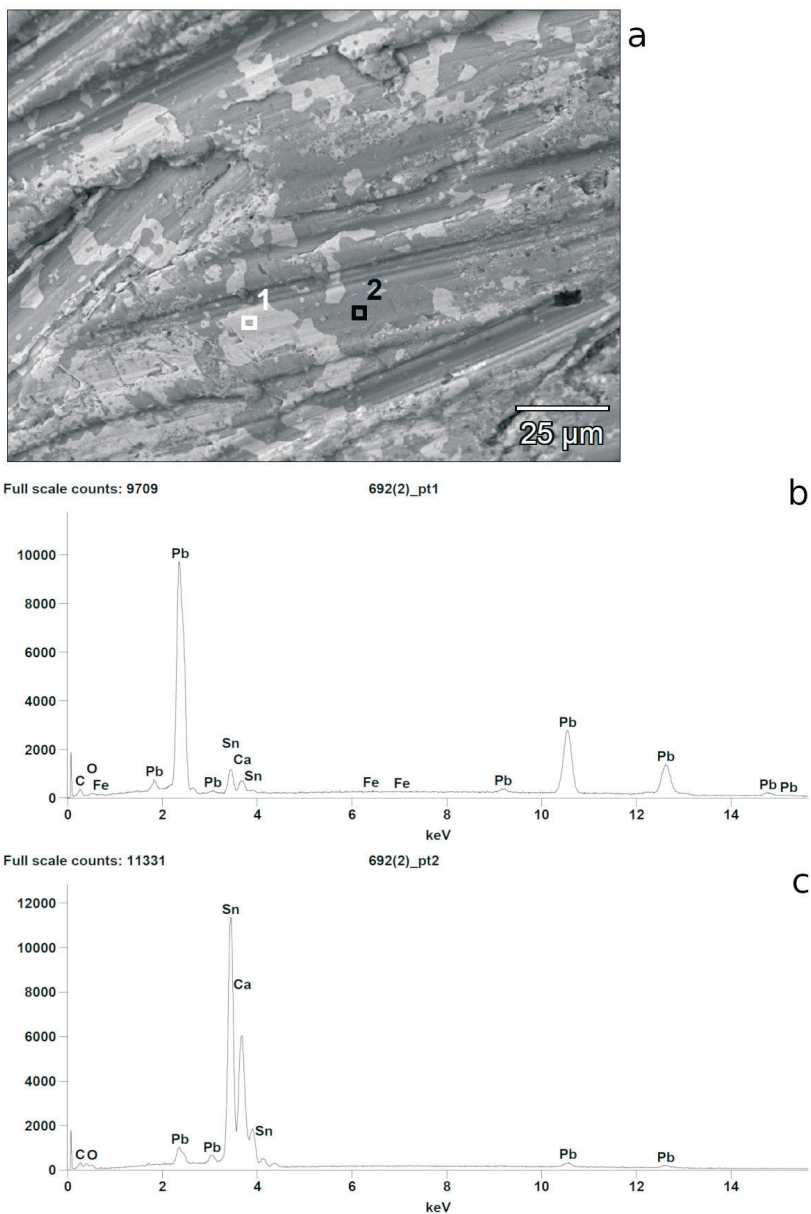 a
1
2
25 µm
Full scale counts: 9709
692(2)_pt1
b
10000
8000
6000
4000
2000
0
Pb
C
O
Fe
Pb
Pb
Sn
Ca
Sn
Fe
Fe
Pb
Pb
Pb
Pb
Pb
0 2 4 6 8 10 12 14
keV
Full scale counts: 11331
692(2)_pt2
c
12000
10000
8000
6000
4000
2000
0
Sn
Ca
C
O
Pb
Pb
Sn
Pb
Pb
0 2 4 6 8 10 12 14
keV